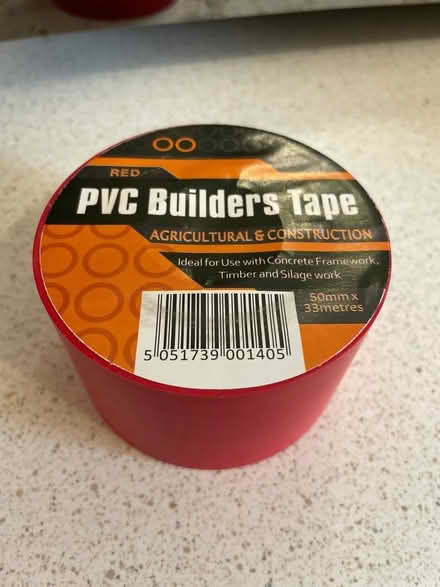 RED
PVC Builders Tape
AGRICULTURAL & CONSTRUCTION
Ideal for Use with Concrete Framework,
Timber and Silage work
50mm x
33metres
5 051739 001405